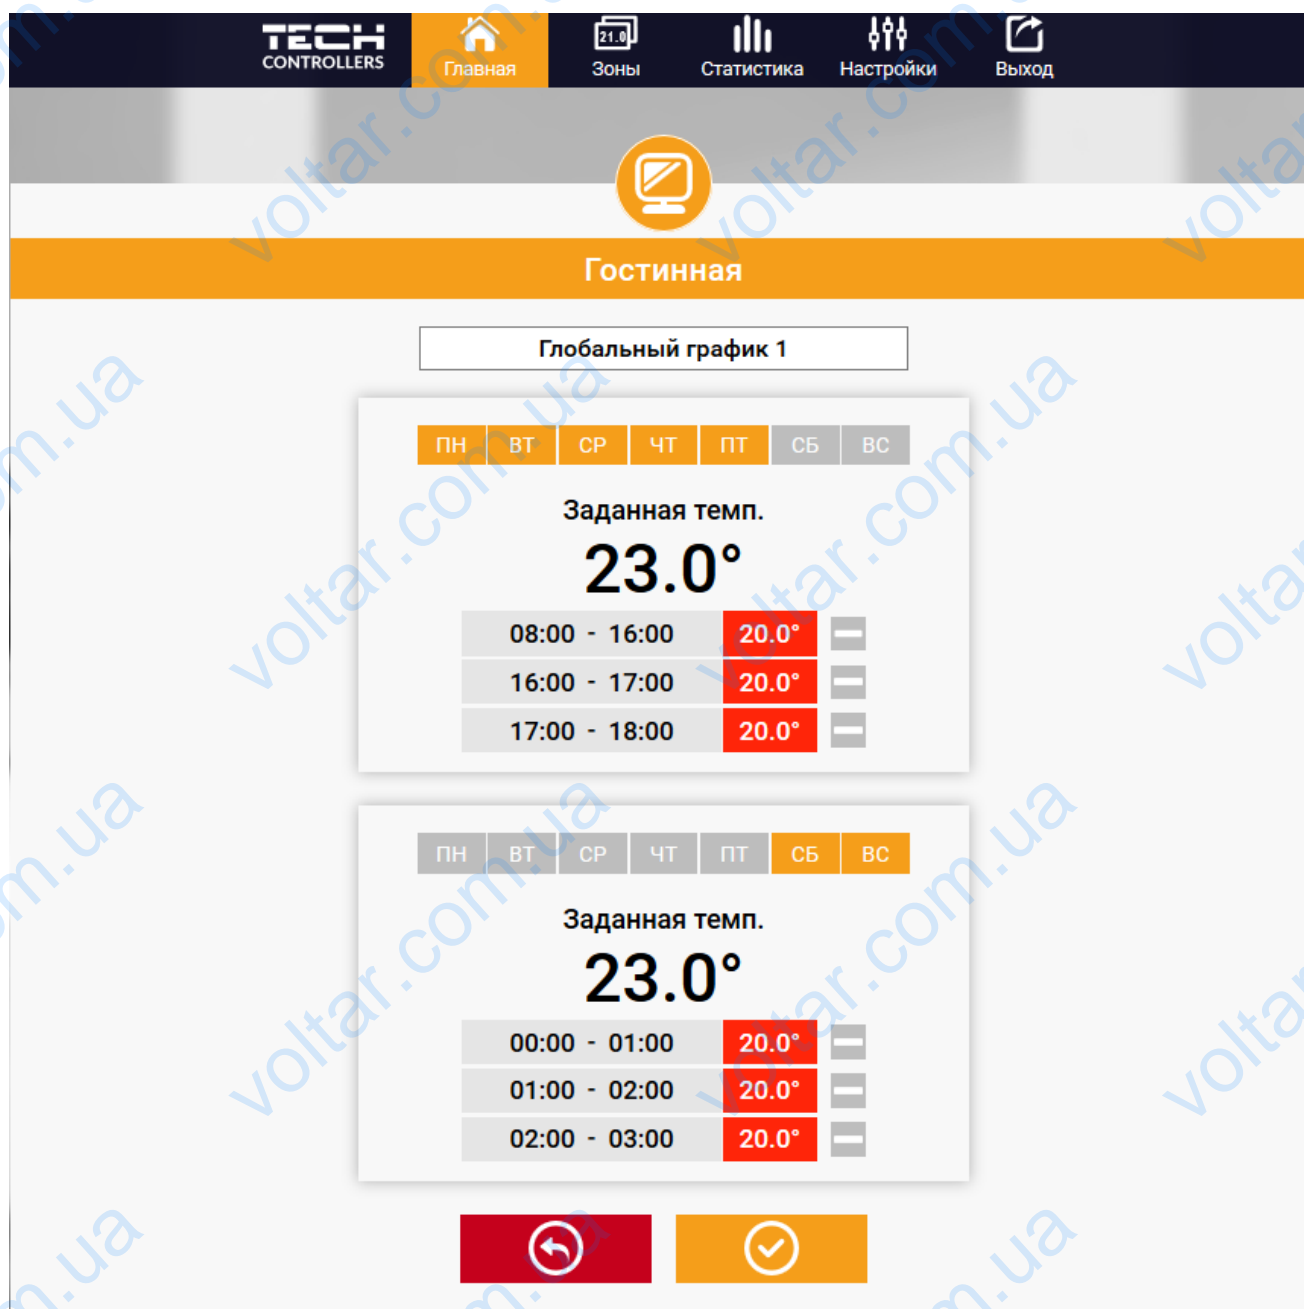 TECH
CONTROLLERS
Главная
21.0
Зоны
Статистика
Настройки
Выход
Гостинная
Глобальный график 1
ПН ВТ СР ЧТ ПТ СБ ВС
Заданная темп.
23.0°
08:00 - 16:00 20.0°
16:00 - 17:00 20.0°
17:00 - 18:00 20.0°
ПН ВТ СР ЧТ ПТ СБ ВС
Заданная темп.
23.0°
00:00 - 01:00 20.0°
01:00 - 02:00 20.0°
02:00 - 03:00 20.0°
voltar.com.ua